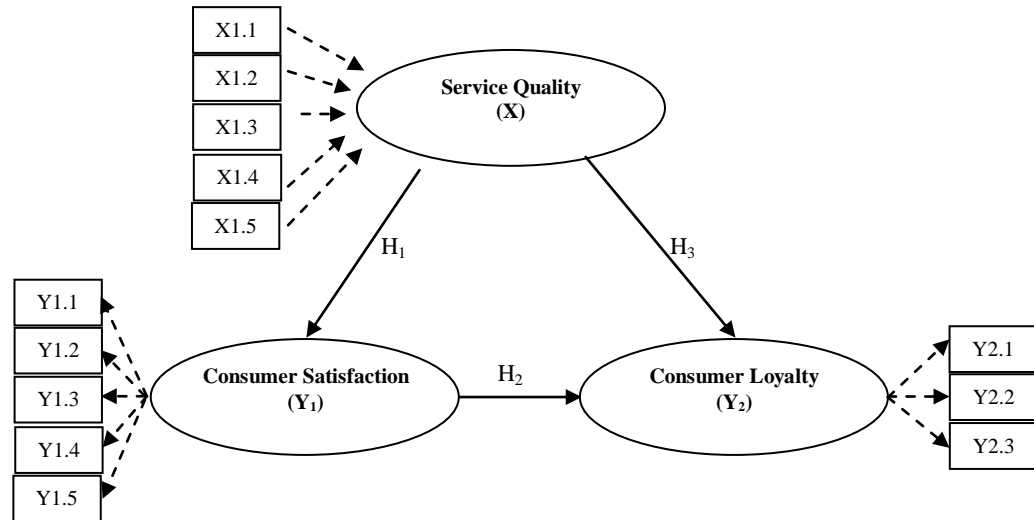 X1.1
X1.2
X1.3
X1.4
X1.5
Service Quality
(X)
H₁
H₃
Y1.1
Y1.2
Y1.3
Y1.4
Y1.5
Consumer Satisfaction
(Y₁)
H₂
Consumer Loyalty
(Y₂)
Y2.1
Y2.2
Y2.3